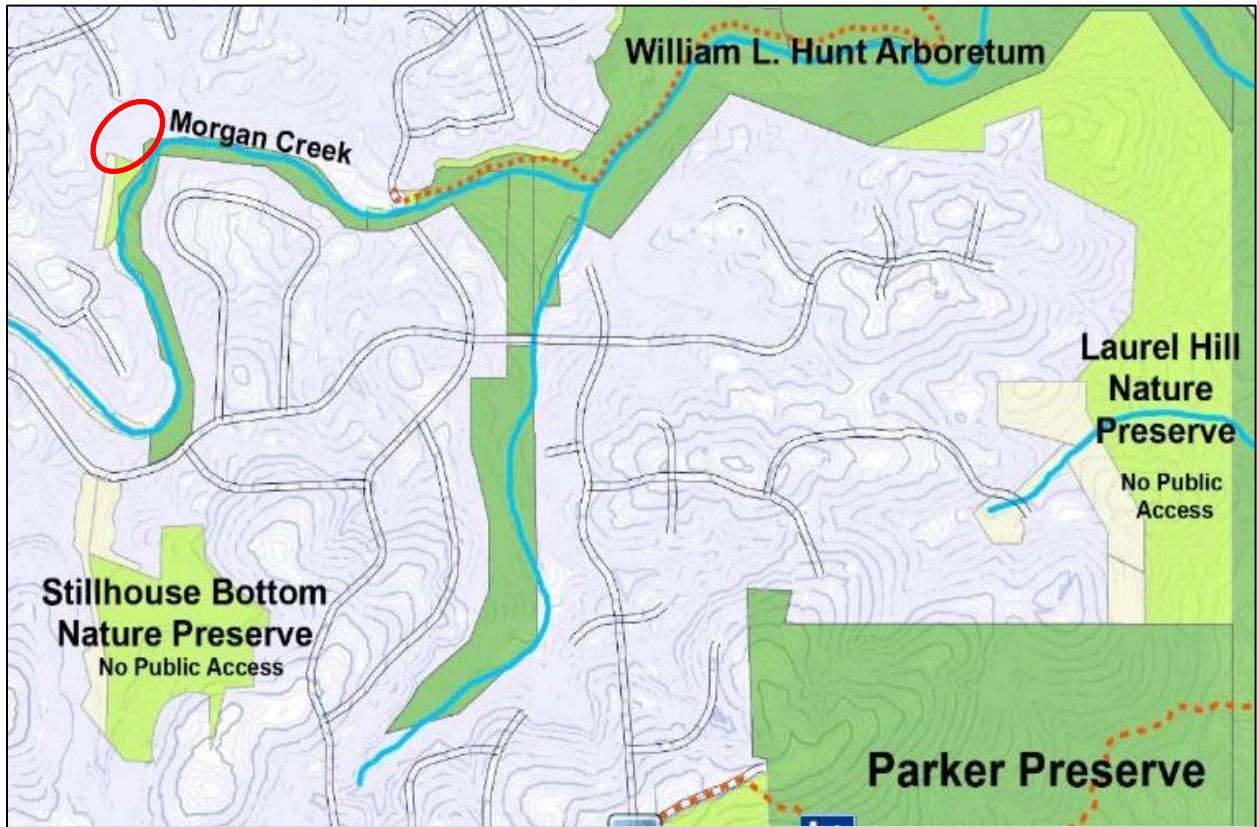 William L. Hunt Arboretum
Morgan Creek
Laurel Hill
Nature
Preserve
No Public
Access
Stillhouse Bottom
Nature Preserve
No Public Access
Parker Preserve